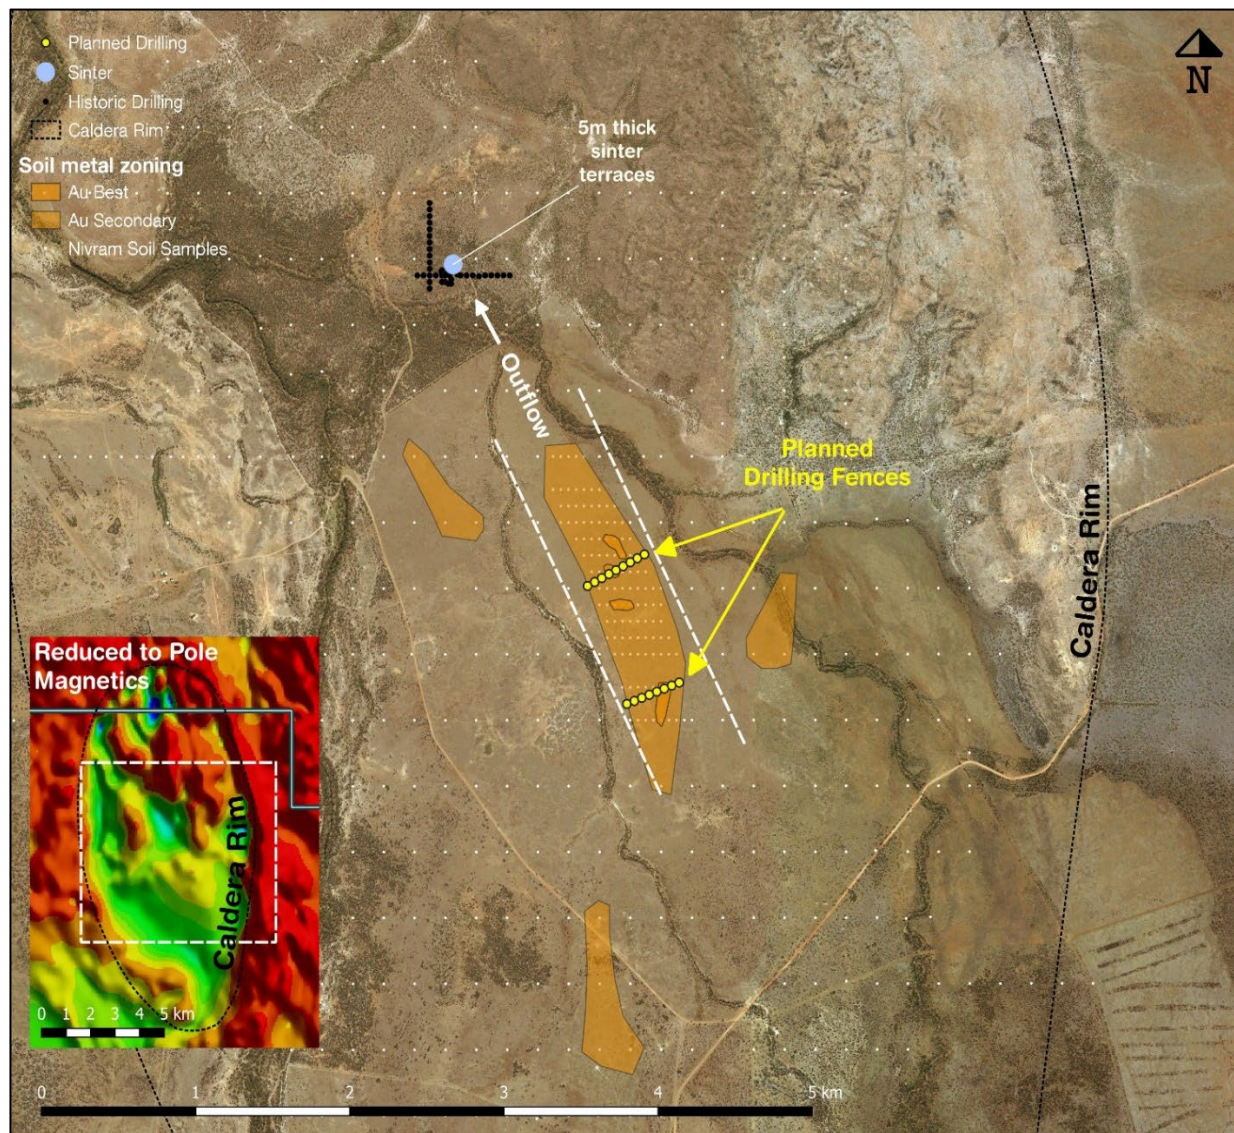 Planned Drilling
Sinter
Historic Drilling
Caldera Rim
Soil metal zoning
Au Best
Au Secondary
Nivram Soil Samples
N
5m thick
sinter
terraces
Outflow
Planned
Drilling Fences
Caldera Rim
Reduced to Pole
Magnetics
Caldera Rim
0 1 2 3 4 5 km
0 1 2 3 4 5 km